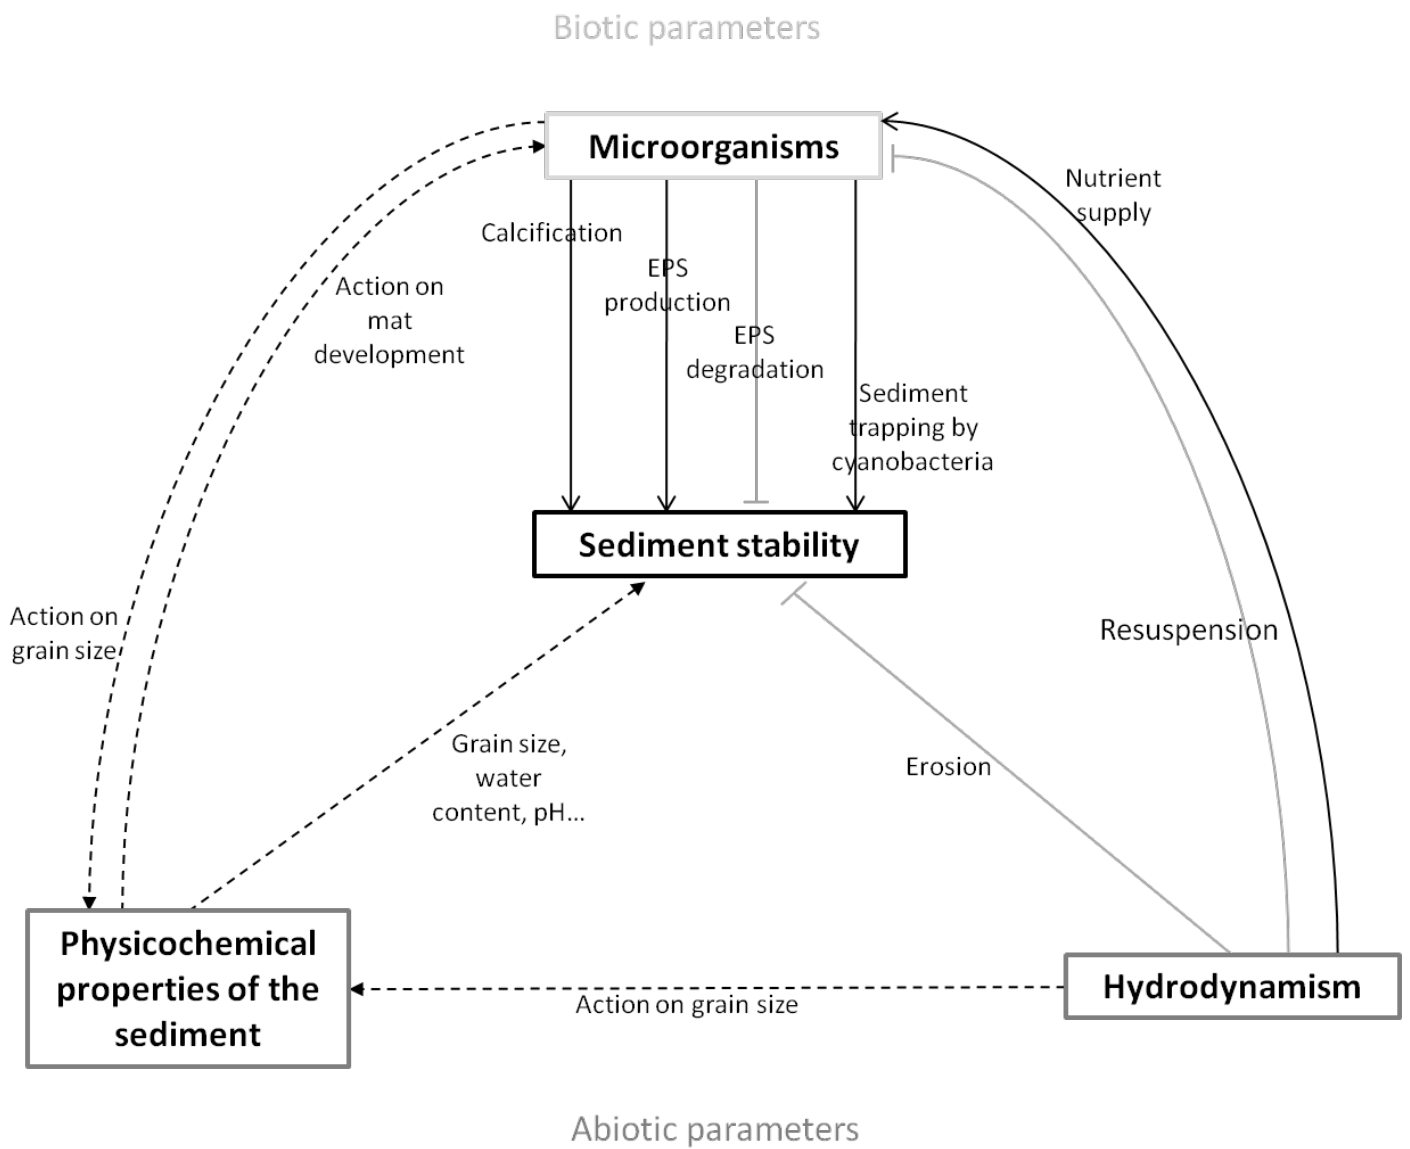 Biotic parameters
Microorganisms
Nutrient
supply
Calcification
EPS
production
Action on
mat
development
EPS
degradation
Sediment
trapping by
cyanobacteria
Sediment stability
Action on
grain size
Resuspension
Grain size,
water
content, pH...
Erosion
Physicochemical
properties of the
sediment
Hydrodynamism
Action on grain size
Abiotic parameters